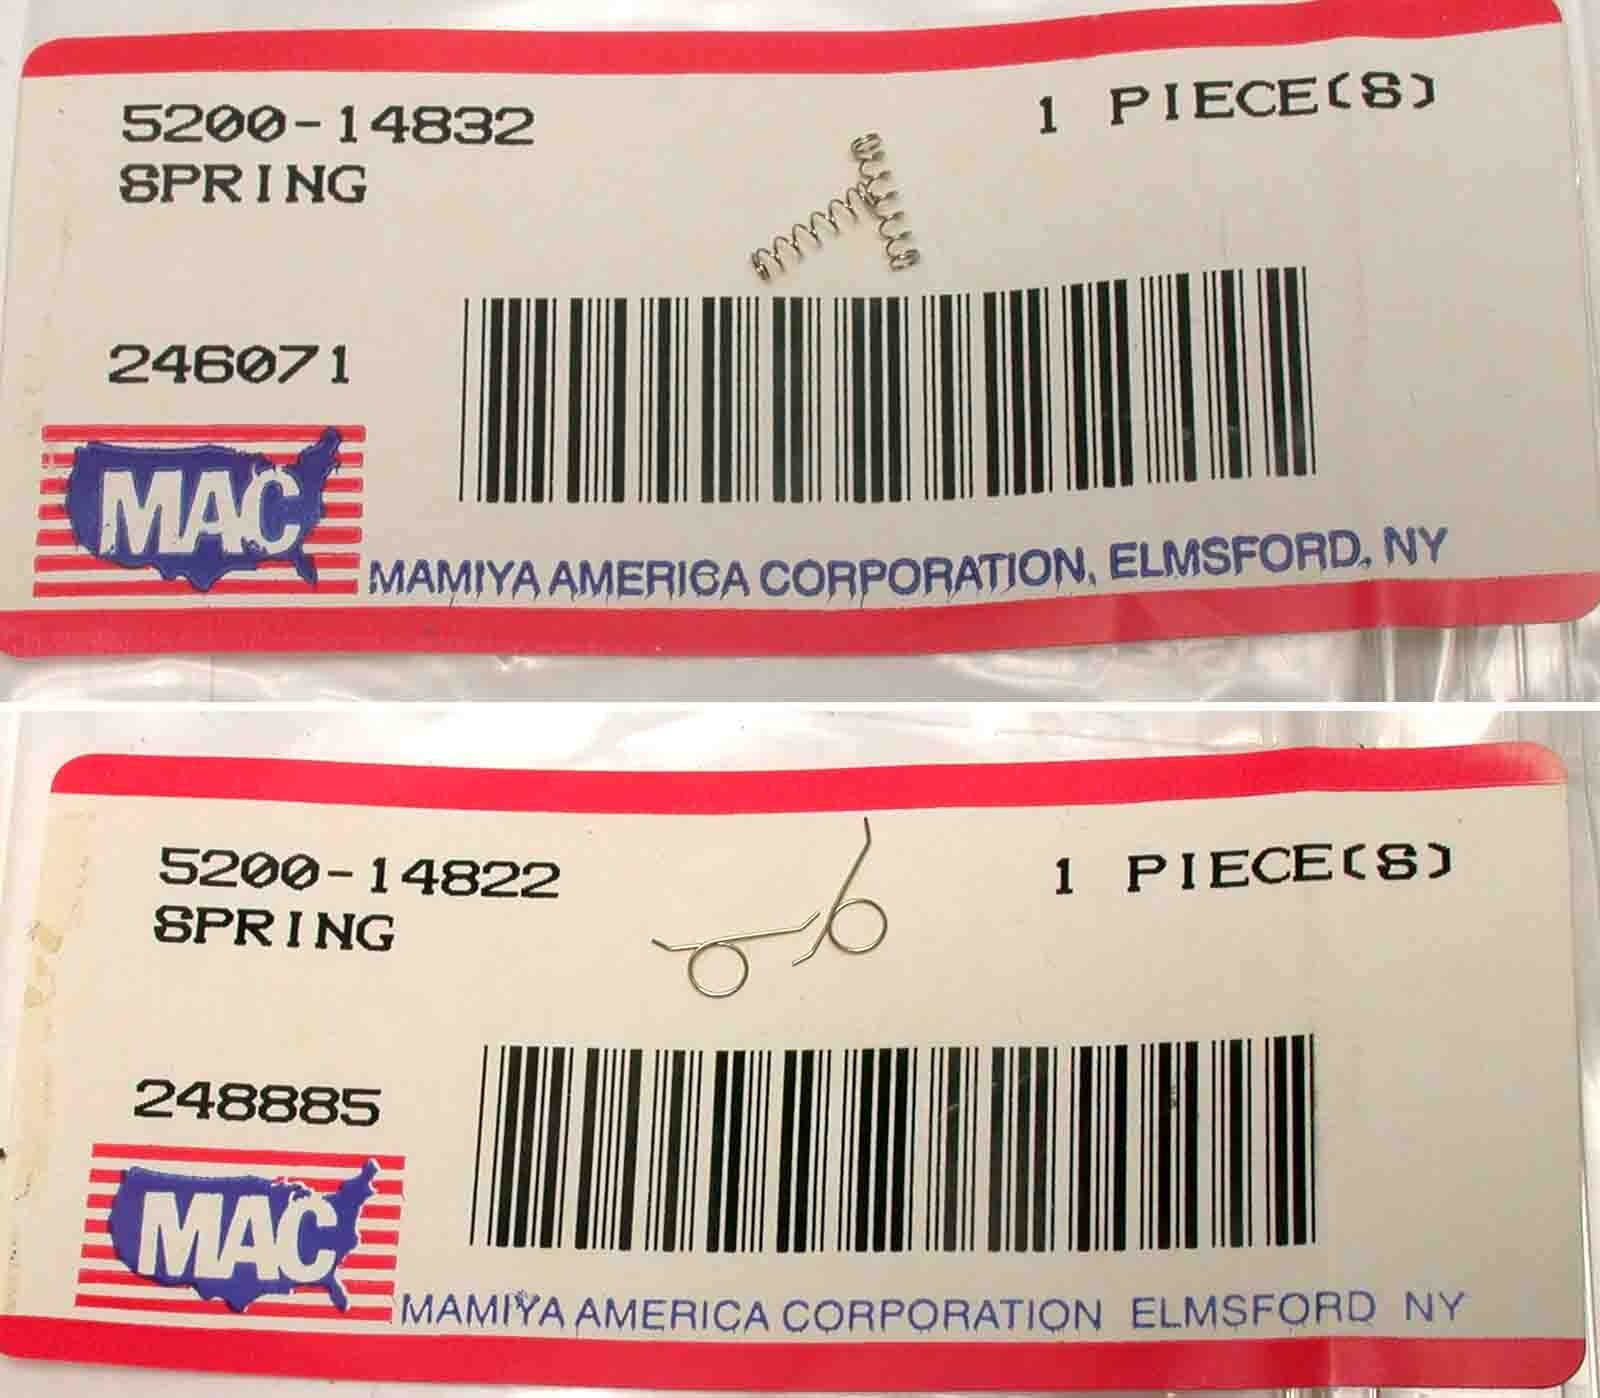 5200-14832 1 PIECE(S)
SPRING
246071
MAC
MAMIYA AMERICA CORPORATION, ELMSFORD, NY
5200-14822 1 PIECE(S)
SPRING
248885
MAC
MAMIYA AMERICA CORPORATION ELMSFORD NY